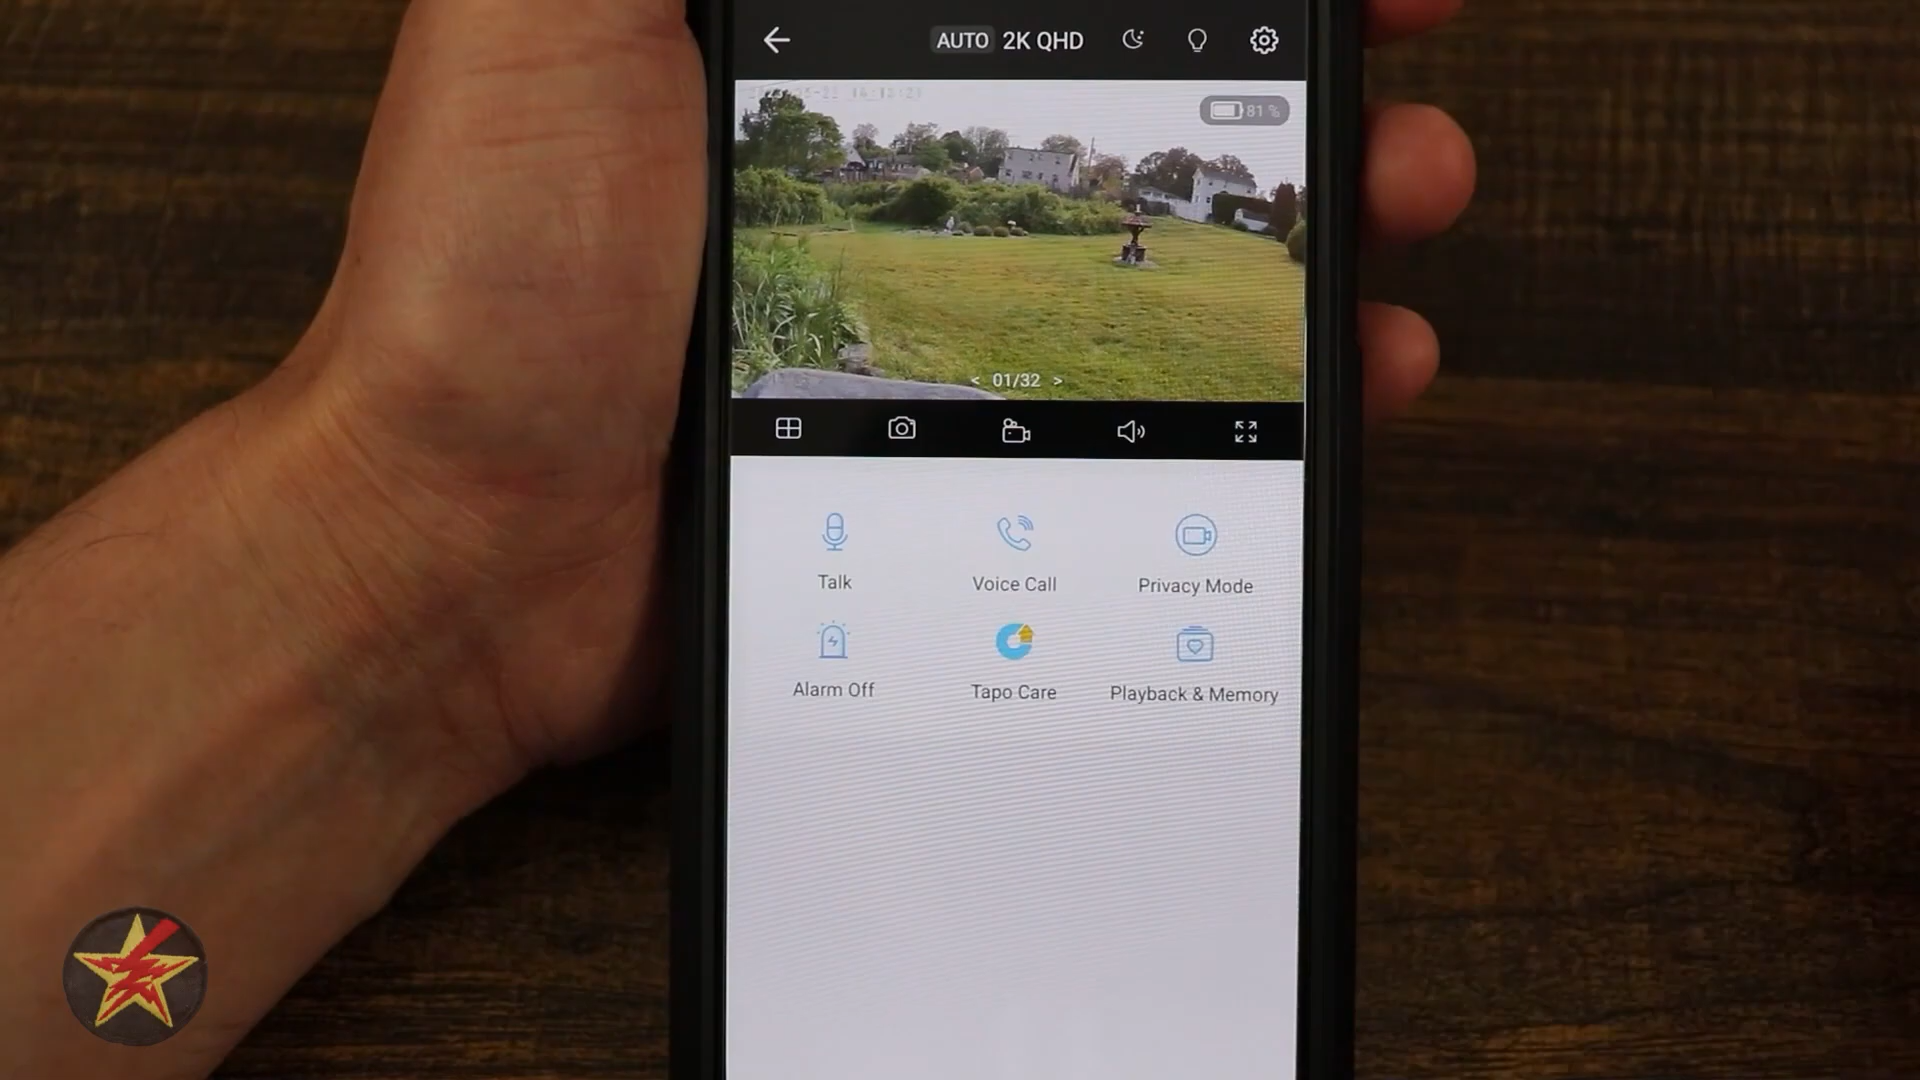 AUTO 2K QHD
81 %
< 01/32 >
Talk
Voice Call
Privacy Mode
Alarm Off
Tapo Care
Playback & Memory